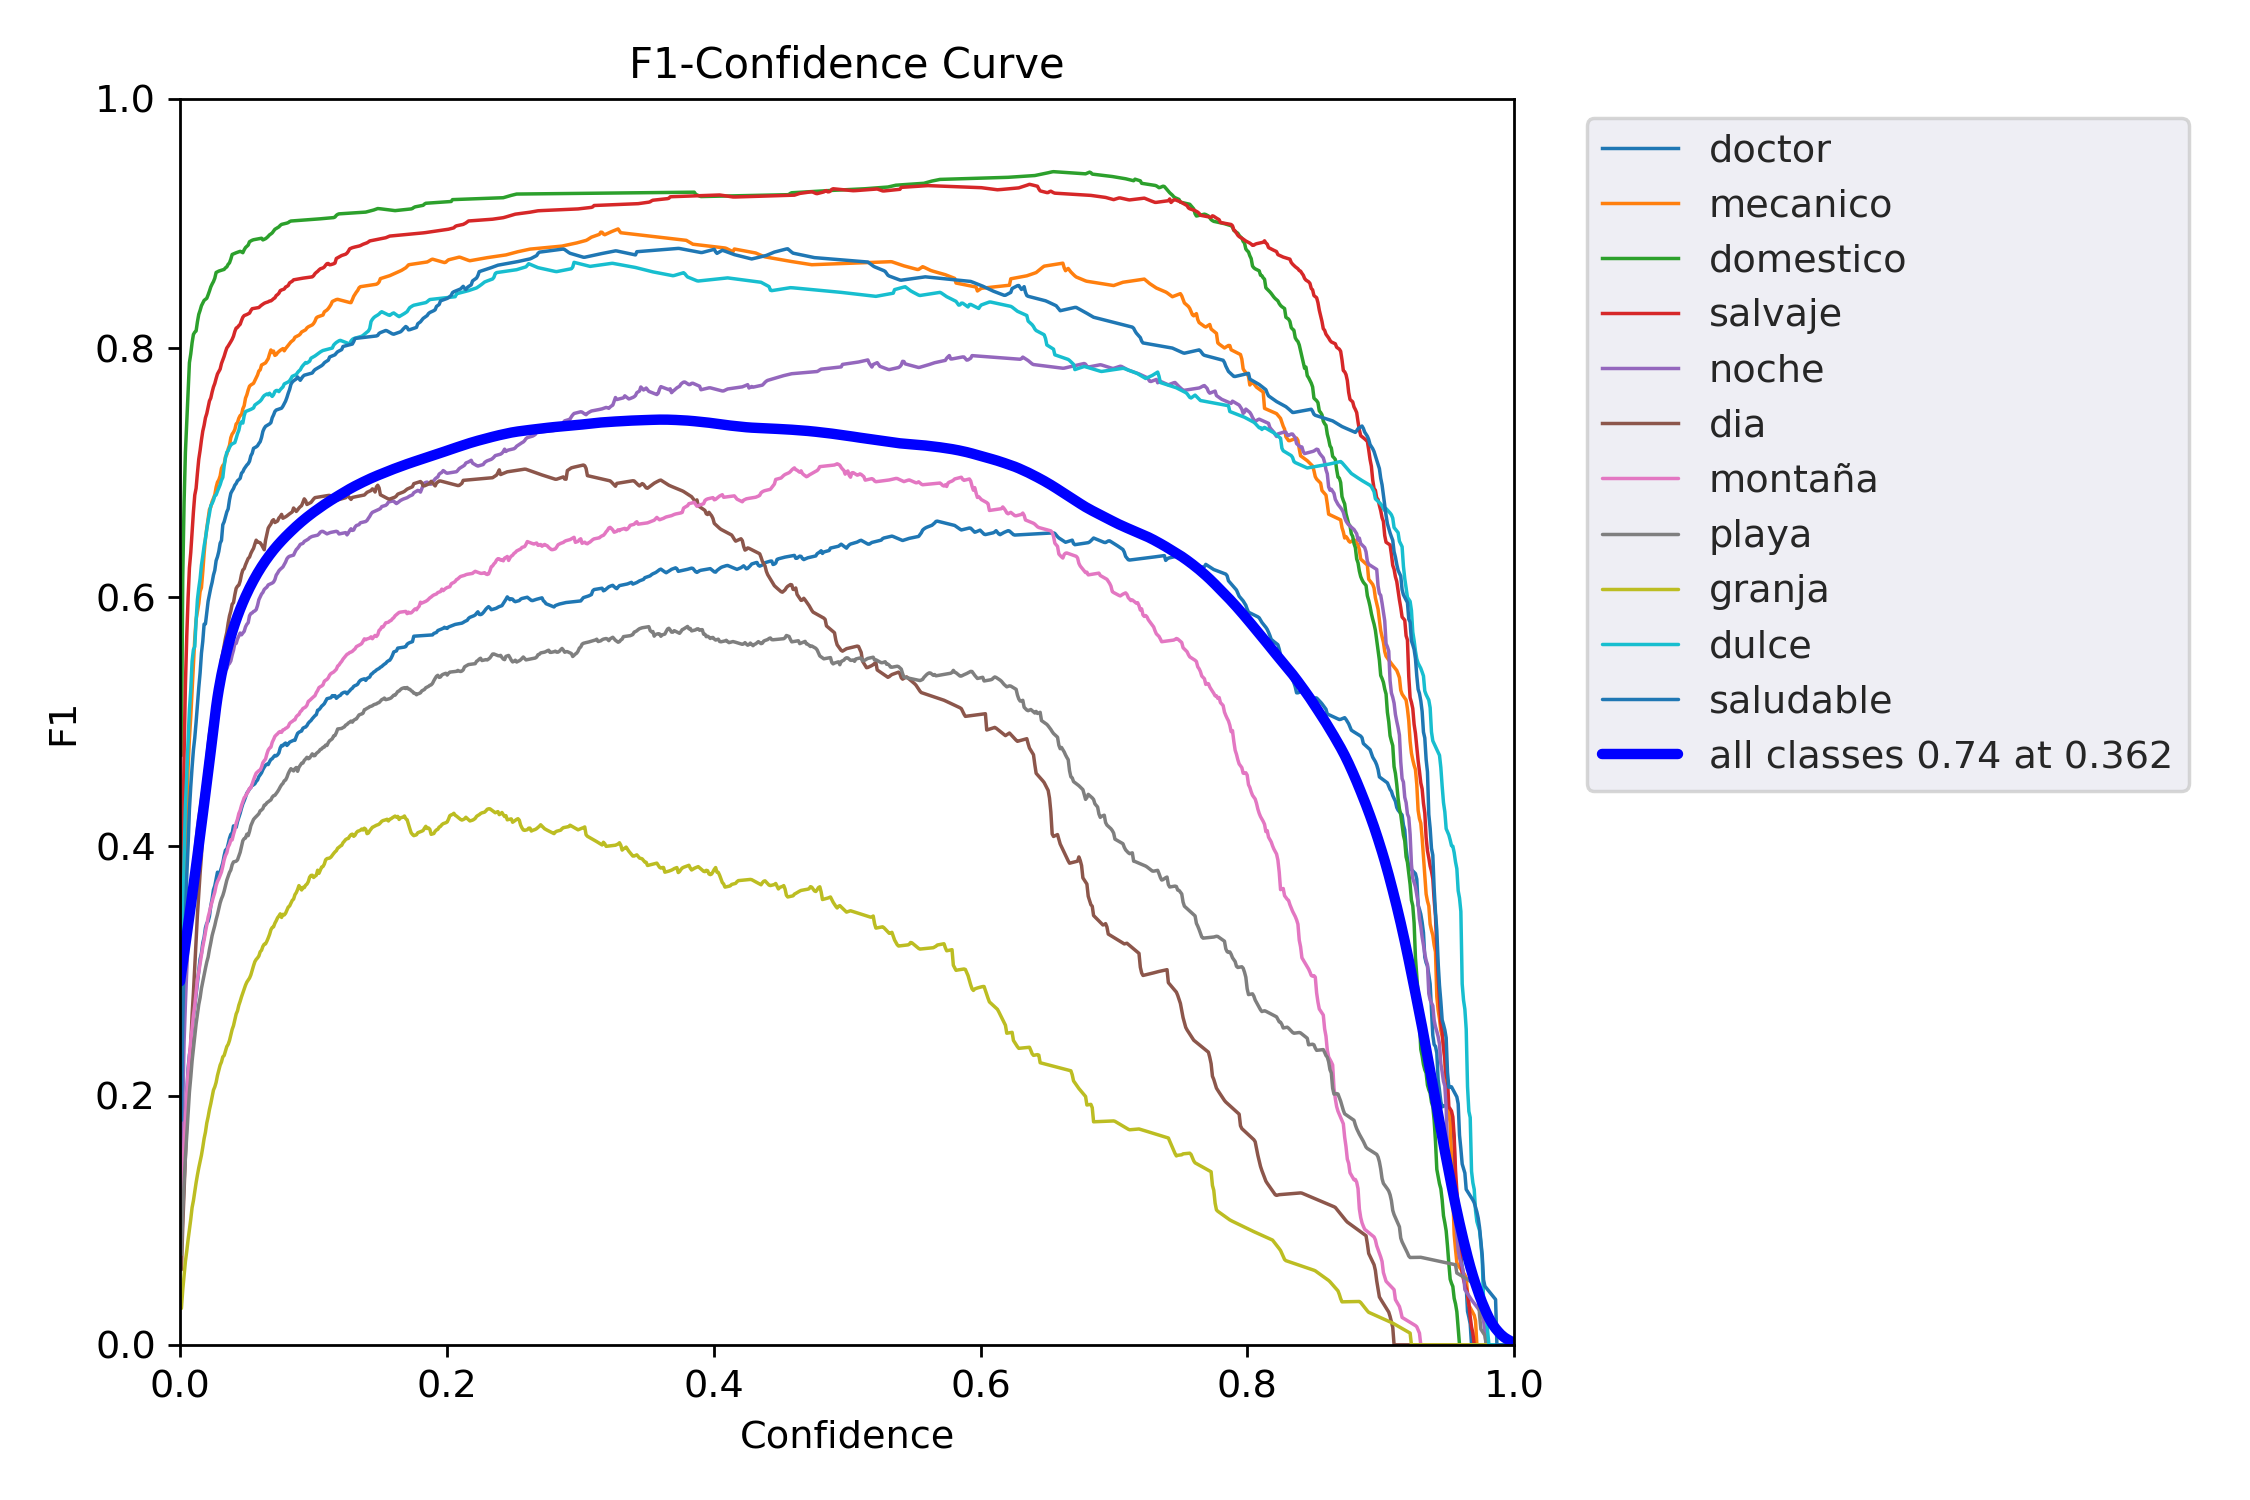 F1-Confidence Curve
1.0
0.8
0.6
0.4
0.2
0.0
F1
0.0 0.2 0.4 0.6 0.8 1.0
Confidence
doctor
mecanico
domestico
salvaje
noche
dia
montaña
playa
granja
dulce
saludable
all classes 0.74 at 0.362